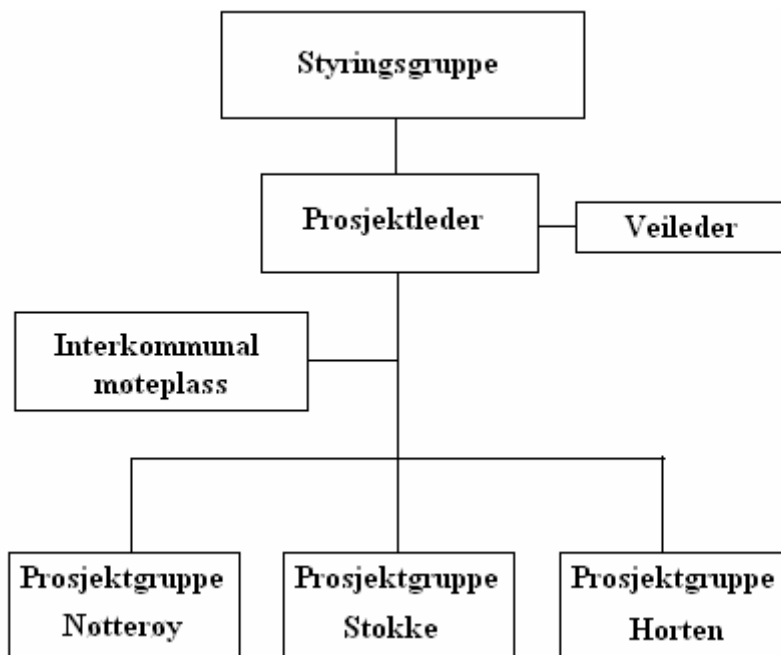 Styringsgruppe
Prosjektleder
Veileder
Interkommunal
møteplass
Prosjektgruppe
Nøtterøy
Prosjektgruppe
Stokke
Prosjektgruppe
Horten